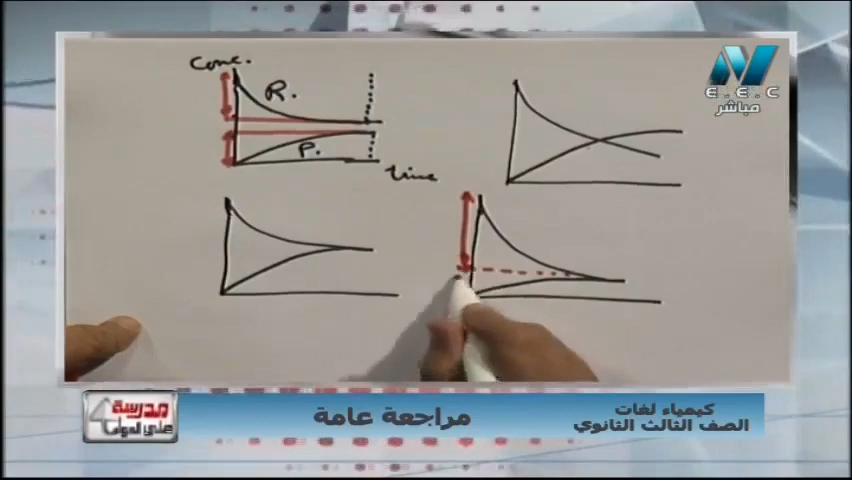 Conc.
R.
P.
time
E.E.C
مباشر
مدرسة
على الهواء
مراجعة عامة
كيمياء لغات
الصف الثالث الثانوي